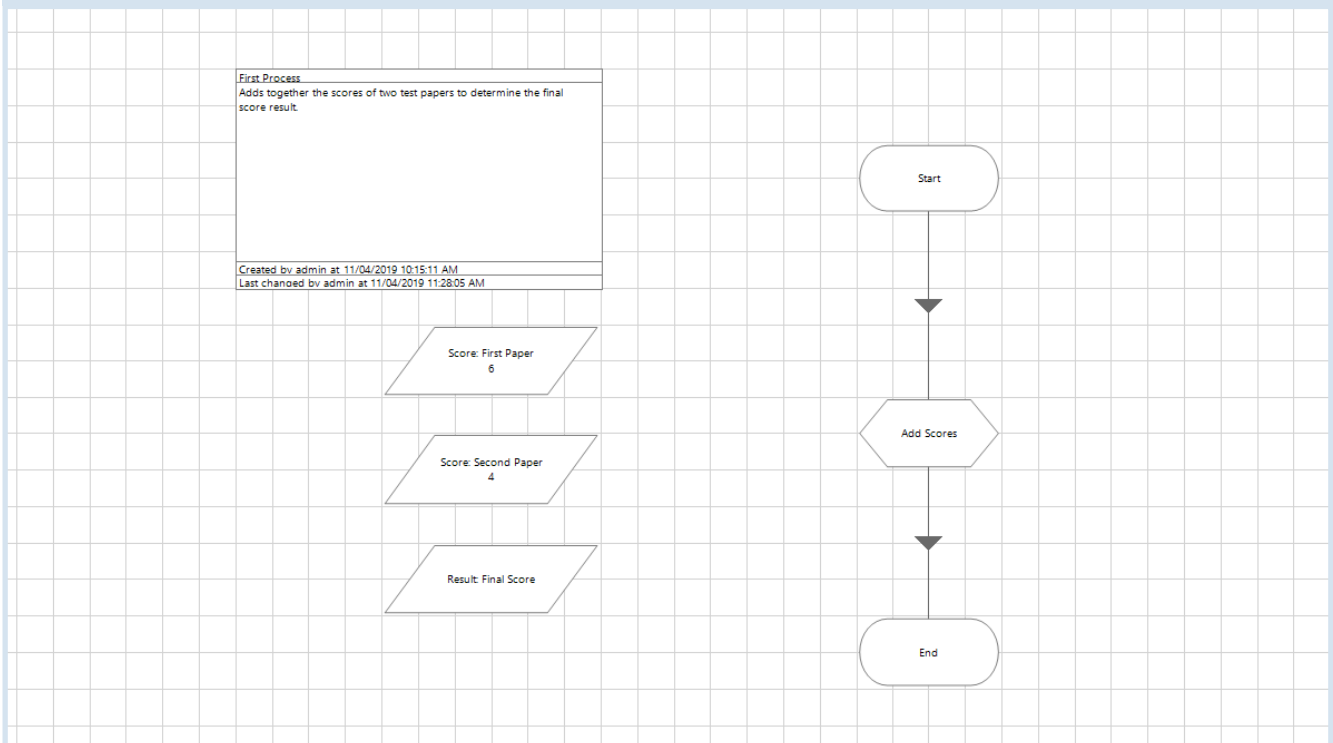 First Process
Adds together the scores of two test papers to determine the final
score result.
Created by admin at 11/04/2019 10:15:11 AM
Last changed by admin at 11/04/2019 11:28:05 AM
Score: First Paper
6
Score: Second Paper
4
Result: Final Score
Start
Add Scores
End